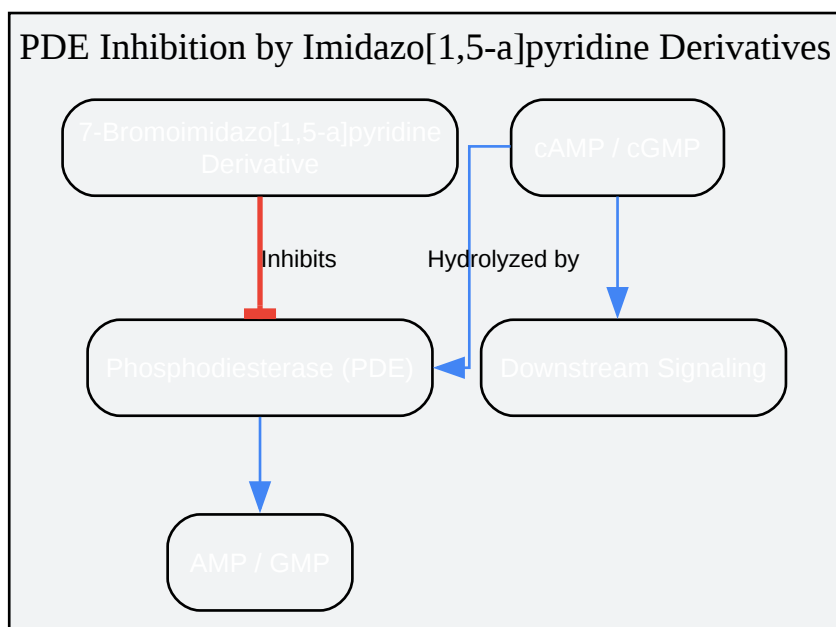 PDE Inhibition by Imidazo[1,5-a]pyridine Derivatives
7-Bromoimidazo[1,5-a]pyridine
Derivative
cAMP / cGMP
Inhibits
Hydrolyzed by
Phosphodiesterase (PDE)
Downstream Signaling
AMP / GMP